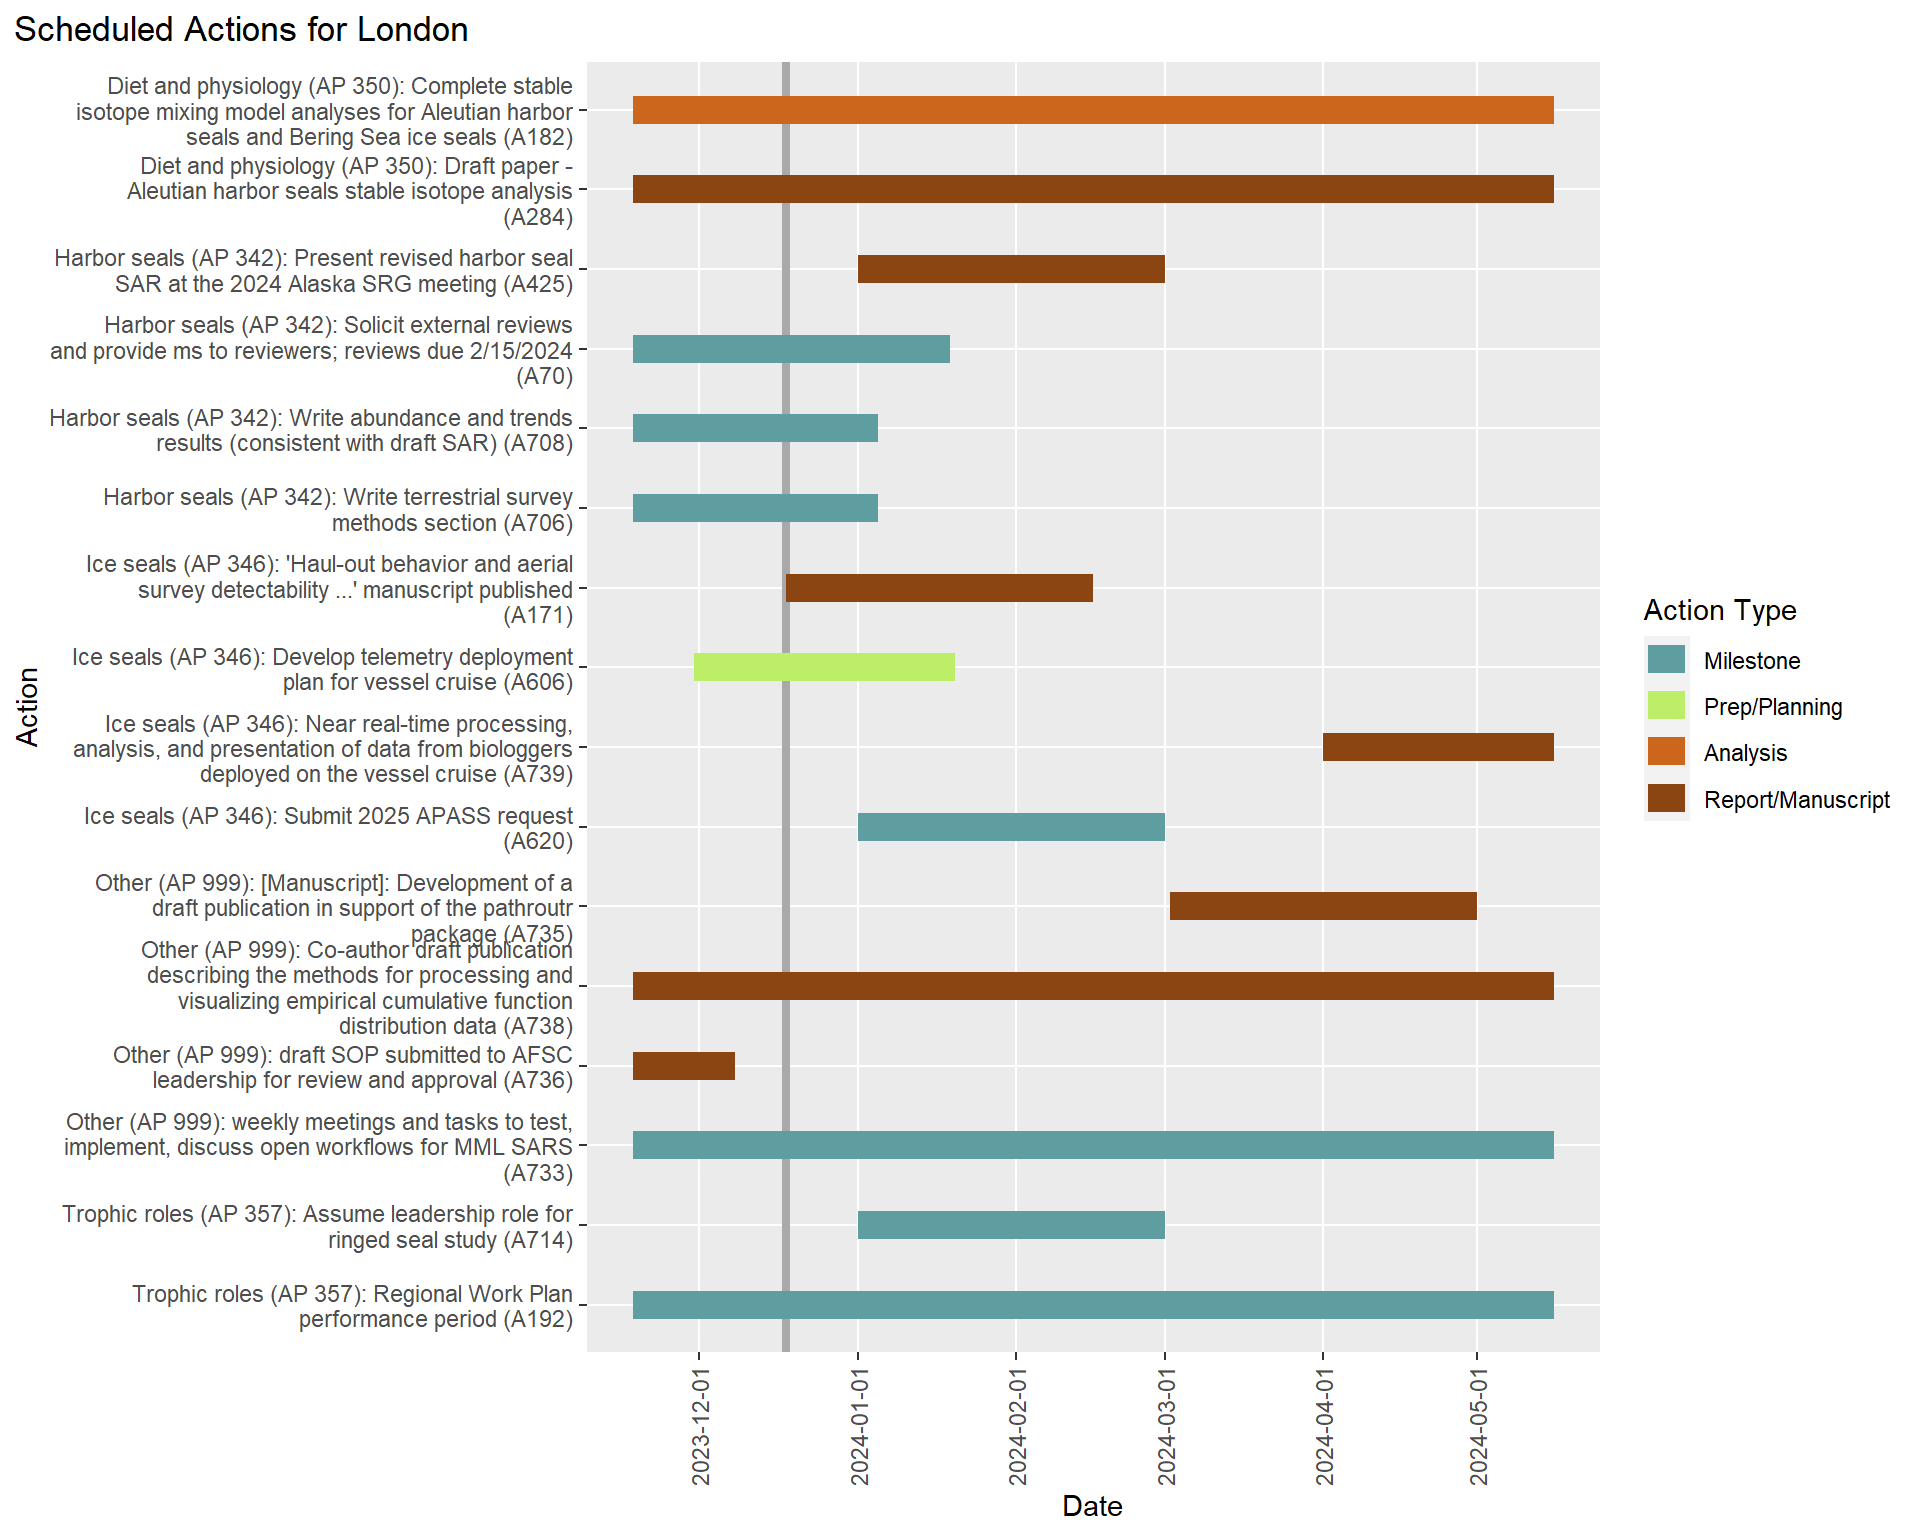 Scheduled Actions for London
Diet and physiology (AP 350): Complete stable
isotope mixing model analyses for Aleutian harbor
seals and Bering Sea ice seals (A182)
Diet and physiology (AP 350): Draft paper -
Aleutian harbor seals stable isotope analysis
(A284)
Harbor seals (AP 342): Present revised harbor seal
SAR at the 2024 Alaska SRG meeting (A425)
Harbor seals (AP 342): Solicit external reviews
and provide ms to reviewers; reviews due 2/15/2024
(A70)
Harbor seals (AP 342): Write abundance and trends
results (consistent with draft SAR) (A708)
Harbor seals (AP 342): Write terrestrial survey
methods section (A706)
Ice seals (AP 346): 'Haul-out behavior and aerial
survey detectability ...' manuscript published
(A171)
Ice seals (AP 346): Develop telemetry deployment
plan for vessel cruise (A606)
Ice seals (AP 346): Near real-time processing,
analysis, and presentation of data from biologgers
deployed on the vessel cruise (A739)
Ice seals (AP 346): Submit 2025 APASS request
(A620)
Other (AP 999): [Manuscript]: Development of a
draft publication in support of the pathroutr
package (A735)
Other (AP 999): Co-author draft publication
describing the methods for processing and
visualizing empirical cumulative function
distribution data (A738)
Other (AP 999): draft SOP submitted to AFSC
leadership for review and approval (A736)
Other (AP 999): weekly meetings and tasks to test,
implement, discuss open workflows for MML SARS
(A733)
Trophic roles (AP 357): Assume leadership role for
ringed seal study (A714)
Trophic roles (AP 357): Regional Work Plan
performance period (A192)
Action
2023-12-01
2024-01-01
2024-02-01
2024-03-01
2024-04-01
2024-05-01
Date
Action Type
Milestone
Prep/Planning
Analysis
Report/Manuscript